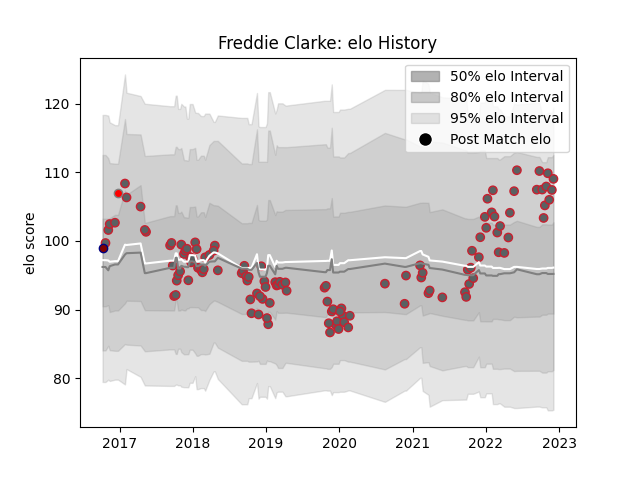 Freddie Clarke: elo History
50% elo Interval
80% elo Interval
95% elo Interval
Post Match elo
elo score
120
110
100
90
80
2017 2018 2019 2020 2021 2022 2023